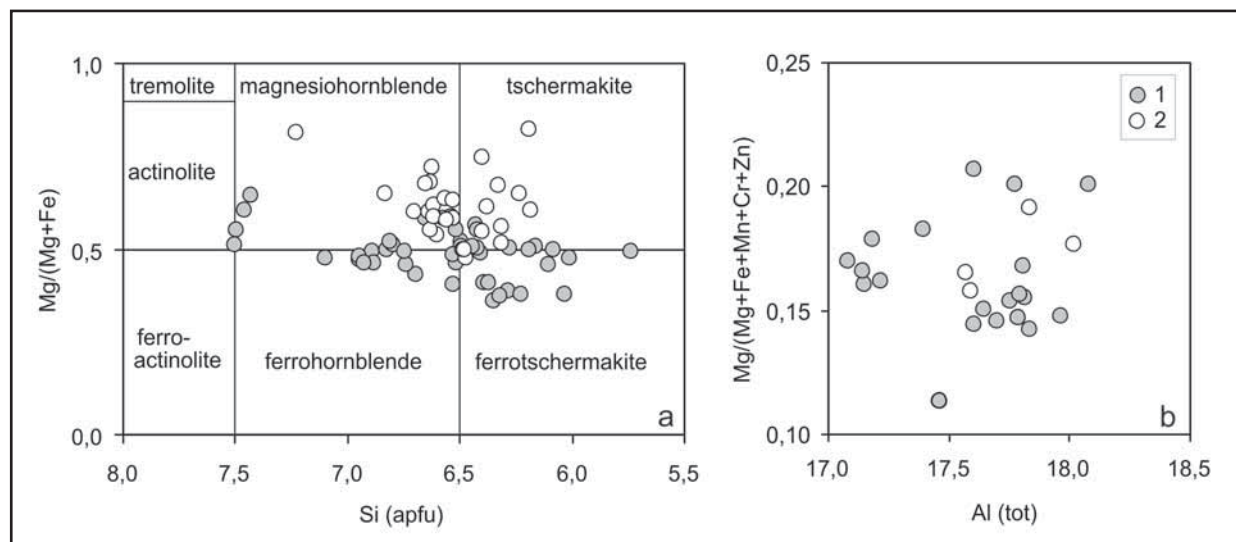 1,0
tremolite
magnesiohornblende
tschermakite
actinolite
Mg/(Mg+Fe)
0,5
ferro-
actinolite
ferrohornblende
ferrotschermakite
a
0,0
8,0
7,5
7,0
6,5
6,0
5,5
Si (apfu)
0,25
1
2
0,20
Mg/(Mg+Fe+Mn+Cr+Zn)
0,15
b
0,10
17,0
17,5
18,0
18,5
Al (tot)